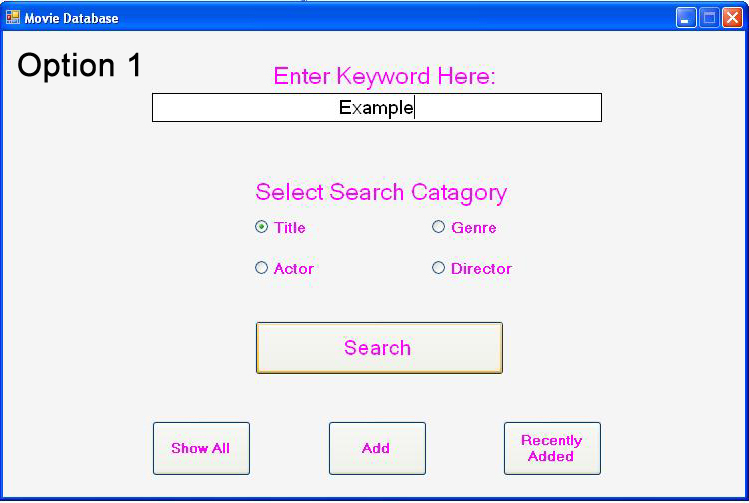 Movie Database
Option 1
Enter Keyword Here:
Example
Select Search Catagory
Title
Genre
Actor
Director
Search
Show All
Add
Recently
Added